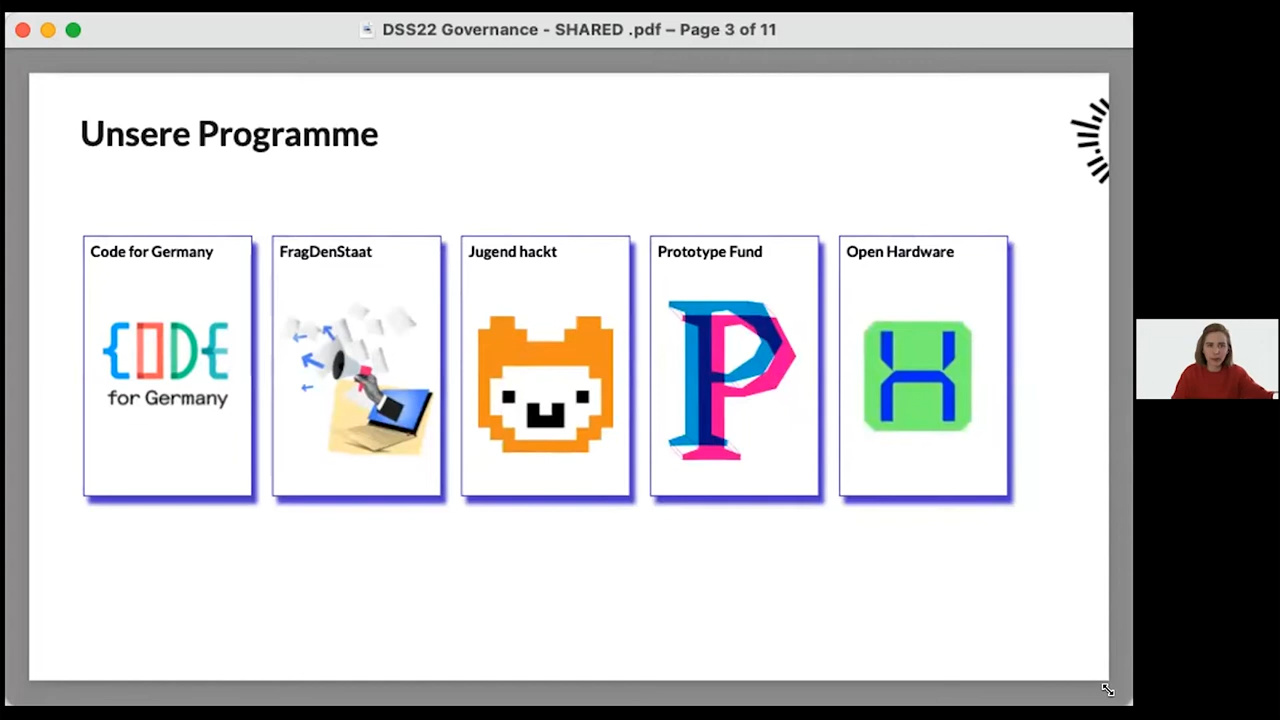 DSS22 Governance - SHARED .pdf – Page 3 of 11
Unsere Programme
Code for Germany
FragDenStaat
Jugend hackt
Prototype Fund
Open Hardware
{CODE
for Germany
P
H